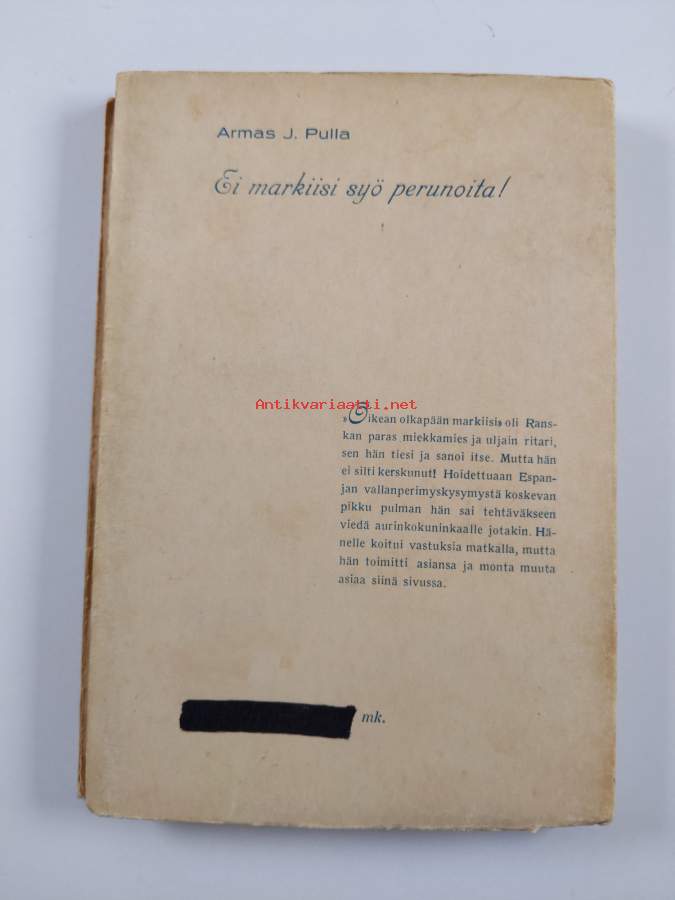 Armas J. Pulla
Ei markiisi syö perunoita!
Antikvariaatti.net
»Oikean olkapään markiisi» oli Rans-
kan paras miekkamies ja uljain ritari,
sen hän tiesi ja sanoi itse. Mutta hän
ei silti kerskunut! Hoidettuaan Espan-
jan vallanperimyskysymystä koskevan
pikku pulman hän sai tehtäväkseen
viedä aurinkokuninkaalle jotakin. Hä-
nelle koitui vastuksia matkalla, mutta
hän toimitti asiansa ja monta muuta
asiaa siinä sivussa.
mk.